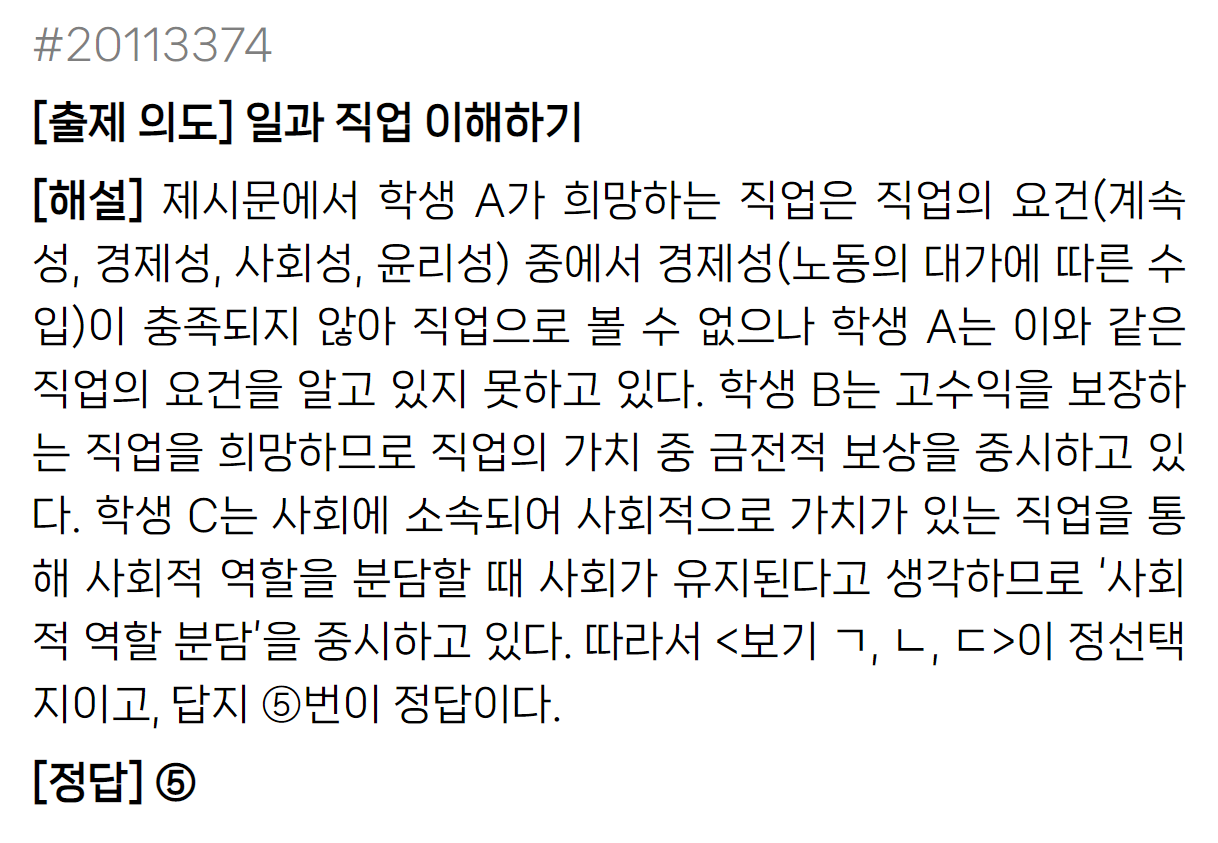 #20113374
[출제 의도] 일과 직업 이해하기
[해설] 제시문에서 학생 A가 희망하는 직업은 직업의 요건(계속
성, 경제성, 사회성, 윤리성) 중에서 경제성(노동의 대가에 따른 수
입)이 충족되지 않아 직업으로 볼 수 없으나 학생 A는 이와 같은
직업의 요건을 알고 있지 못하고 있다. 학생 B는 고수익을 보장하
는 직업을 희망하므로 직업의 가치 중 금전적 보상을 중시하고 있
다. 학생 C는 사회에 소속되어 사회적으로 가치가 있는 직업을 통
해 사회적 역할을 분담할 때 사회가 유지된다고 생각하므로 '사회
적 역할 분담'을 중시하고 있다. 따라서 <보기 ㄱ, ㄴ, ㄷ>이 정선택
지이고, 답지 ⑤번이 정답이다.
[정답] ⑤